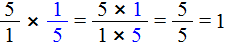 5/1 × 1/5 = (5 × 1)/(1 × 5) = 5/5 = 1